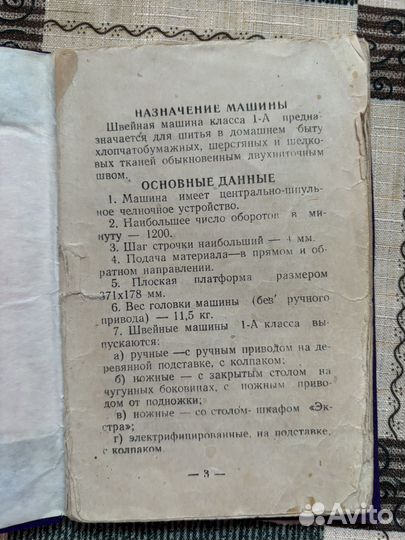 НАЗНАЧЕНИЕ МАШИНЫ
Швейная машина класса 1-А предна-
значается для шитья в домашнем быту
хлопчатобумажных, шерстяных и шелко-
вых тканей обыкновенным двухниточным
швом.
ОСНОВНЫЕ ДАННЫЕ
1. Машина имеет центрально-шпуль-
ное челночное устройство.
2. Наибольшее число оборотов в ми-
нуту — 1200.
3. Шаг строчки наибольший — 4 мм.
4. Подача материала—в прямом и об-
ратном направлении.
5. Плоская платформа размером
371х178 мм.
6. Вес головки машины (без ручного
привода) — 11,5 кг.
7. Швейные машины 1-А класса вы-
пускаются:
а) ручные —с ручным приводом на де-
ревянной подставке, с колпаком;
б) ножные — с закрытым столом на
чугунных боковинах, с ножным приво-
дом от подножки;
в) ножные — со столом-шкафом «Эк-
стра»;
г) электрифицированные, на подставке,
с колпаком.
— 3 —
Avito